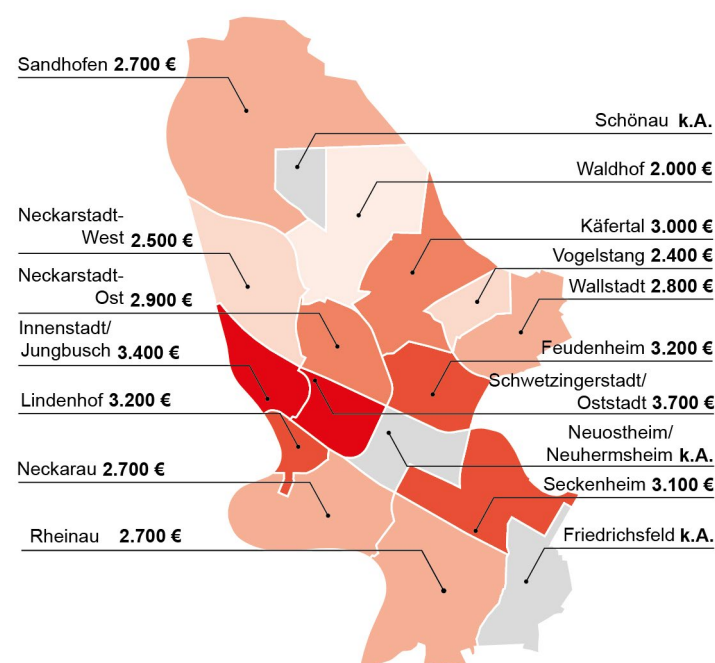 Sandhofen 2.700 €
Schönau k.A.
Waldhof 2.000 €
Neckarstadt-
West 2.500 €
Käfertal 3.000 €
Vogelstang 2.400 €
Neckarstadt-
Ost 2.900 €
Wallstadt 2.800 €
Innenstadt/
Jungbusch 3.400 €
Feudenheim 3.200 €
Schwetzingerstadt/
Oststadt 3.700 €
Lindenhof 3.200 €
Neuostheim/
Neuhermsheim k.A.
Neckarau 2.700 €
Seckenheim 3.100 €
Rheinau 2.700 €
Friedrichsfeld k.A.